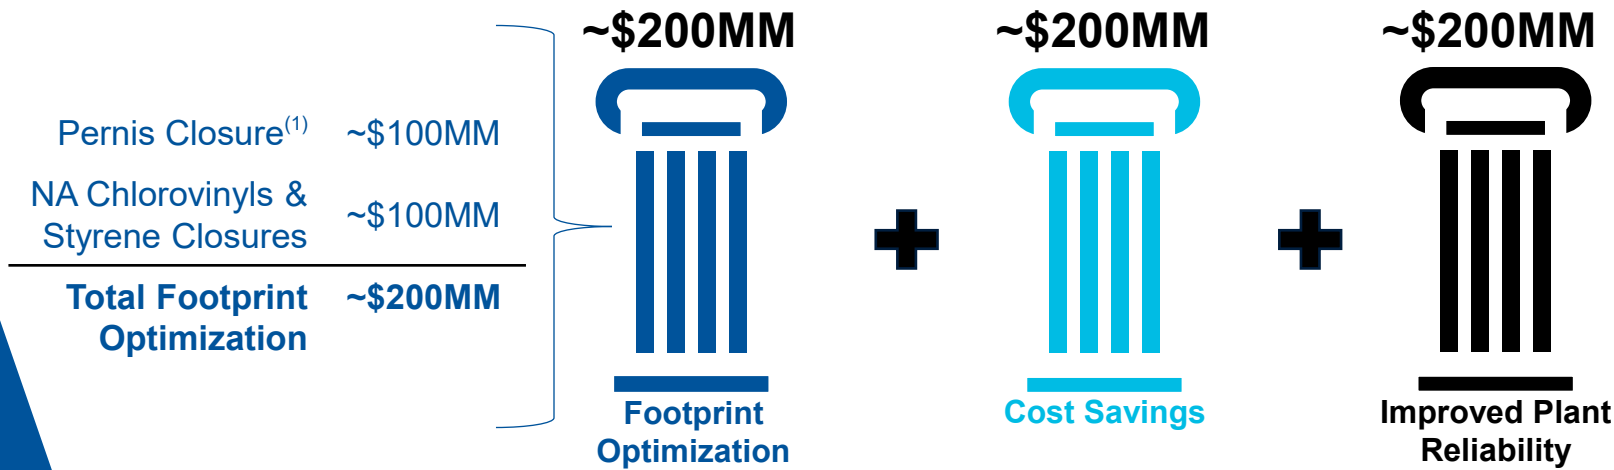 ~$200MM
~$200MM
~$200MM
Pernis Closure(1) ~$100MM
NA Chlorovinyls &
Styrene Closures ~$100MM
Total Footprint
Optimization ~$200MM
Footprint
Optimization
Cost Savings
Improved Plant
Reliability